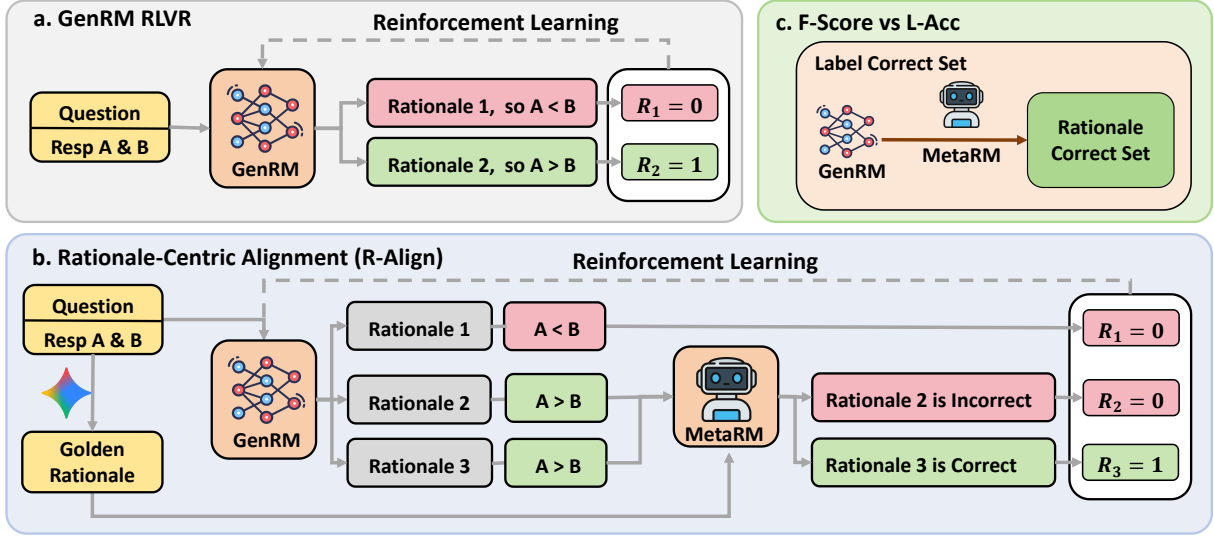 a. GenRM RLVR
Reinforcement Learning
Question
Resp A & B
GenRM
Rationale 1, so A < B
Rationale 2, so A > B
R₁ = 0
R₂ = 1
c. F-Score vs L-Acc
Label Correct Set
GenRM
MetaRM
Rationale
Correct Set
b. Rationale-Centric Alignment (R-Align)
Reinforcement Learning
Question
Resp A & B
Golden
Rationale
GenRM
Rationale 1
A < B
Rationale 2
A > B
Rationale 3
A > B
MetaRM
Rationale 2 is Incorrect
Rationale 3 is Correct
R₁ = 0
R₂ = 0
R₃ = 1